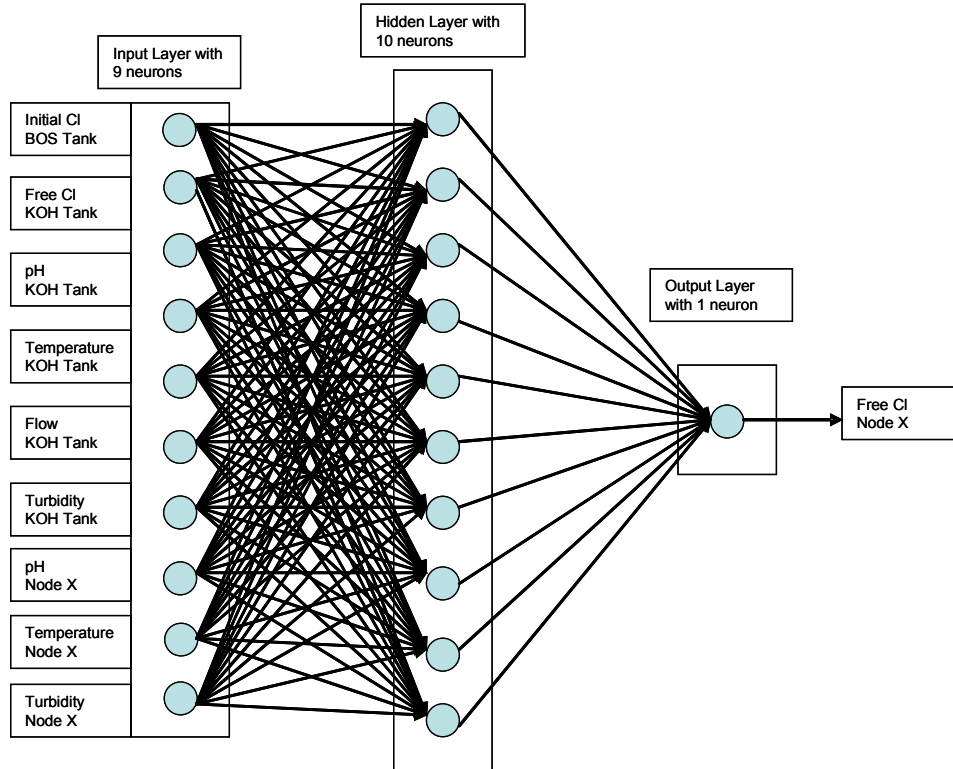 Hidden Layer with
10 neurons
Input Layer with
9 neurons
Initial Cl
BOS Tank
Free Cl
KOH Tank
pH
KOH Tank
Temperature
KOH Tank
Flow
KOH Tank
Turbidity
KOH Tank
pH
Node X
Temperature
Node X
Turbidity
Node X
Output Layer
with 1 neuron
Free Cl
Node X